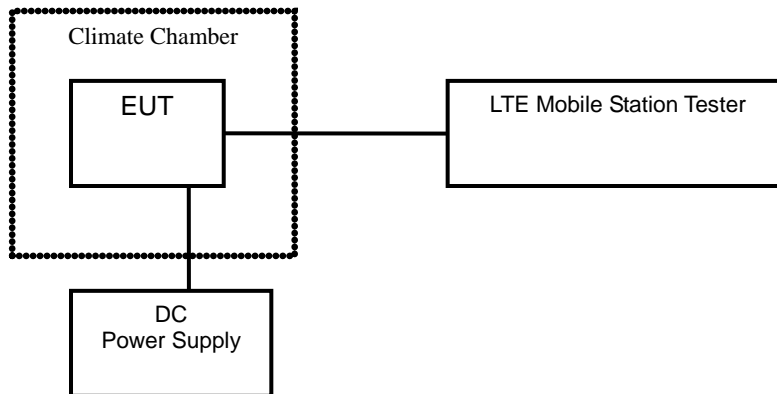 Climate Chamber
EUT
LTE Mobile Station Tester
DC
Power Supply